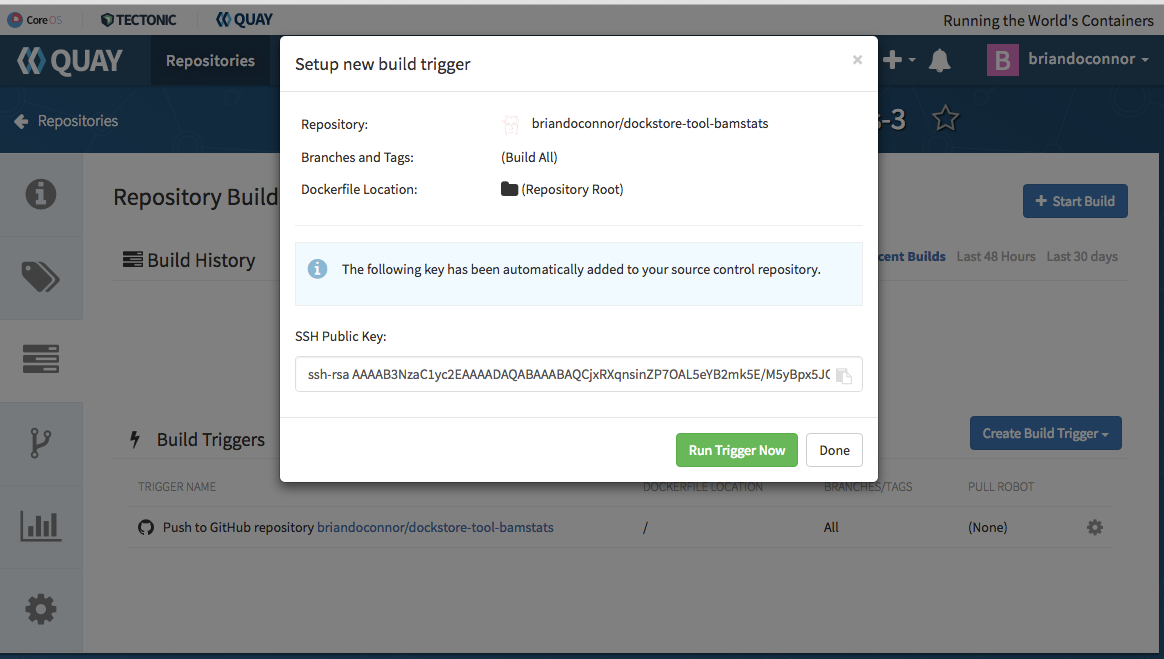 Core OS TECTONIC QUAY Running the World's Containers
QUAY Repositories B briandoconnor
Repositories s-3
Setup new build trigger ×
Repository: briandoconnor/dockstore-tool-bamstats
Branches and Tags: (Build All)
Dockerfile Location: (Repository Root)
Repository Build
Start Build
Build History
cent Builds Last 48 Hours Last 30 days
The following key has been automatically added to your source control repository.
SSH Public Key:
ssh-rsa AAAAB3NzaC1yc2EAAAADAQABAAABAQCjxRXqnsinZP7OAL5eYB2mk5E/M5yBpx5JC
Run Trigger Now Done
Build Triggers Create Build Trigger
TRIGGER NAME DOCKERFILE LOCATION BRANCHES/TAGS PULL ROBOT
Push to GitHub repository briandoconnor/dockstore-tool-bamstats / All (None)